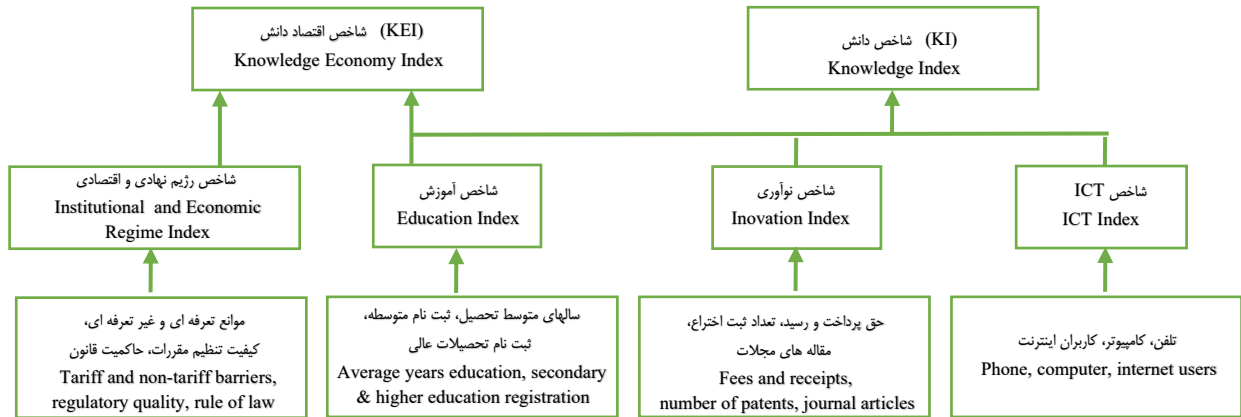 شاخص اقتصاد دانش (KEI)
Knowledge Economy Index
شاخص دانش (KI)
Knowledge Index
شاخص رژیم نهادی و اقتصادی
Institutional and Economic
Regime Index
شاخص آموزش
Education Index
شاخص نوآوری
Inovation Index
شاخص ICT
ICT Index
موانع تعرفه ای و غیر تعرفه ای،
کیفیت تنظیم مقررات، حاکمیت قانون
Tariff and non-tariff barriers,
regulatory quality, rule of law
سالهای متوسط تحصیل، ثبت نام متوسطه،
ثبت نام تحصیلات عالی
Average years education, secondary
& higher education registration
حق پرداخت و رسید، تعداد ثبت اختراع،
مقاله های مجلات
Fees and receipts,
number of patents, journal articles
تلفن، کامپیوتر، کاربران اینترنت
Phone, computer, internet users